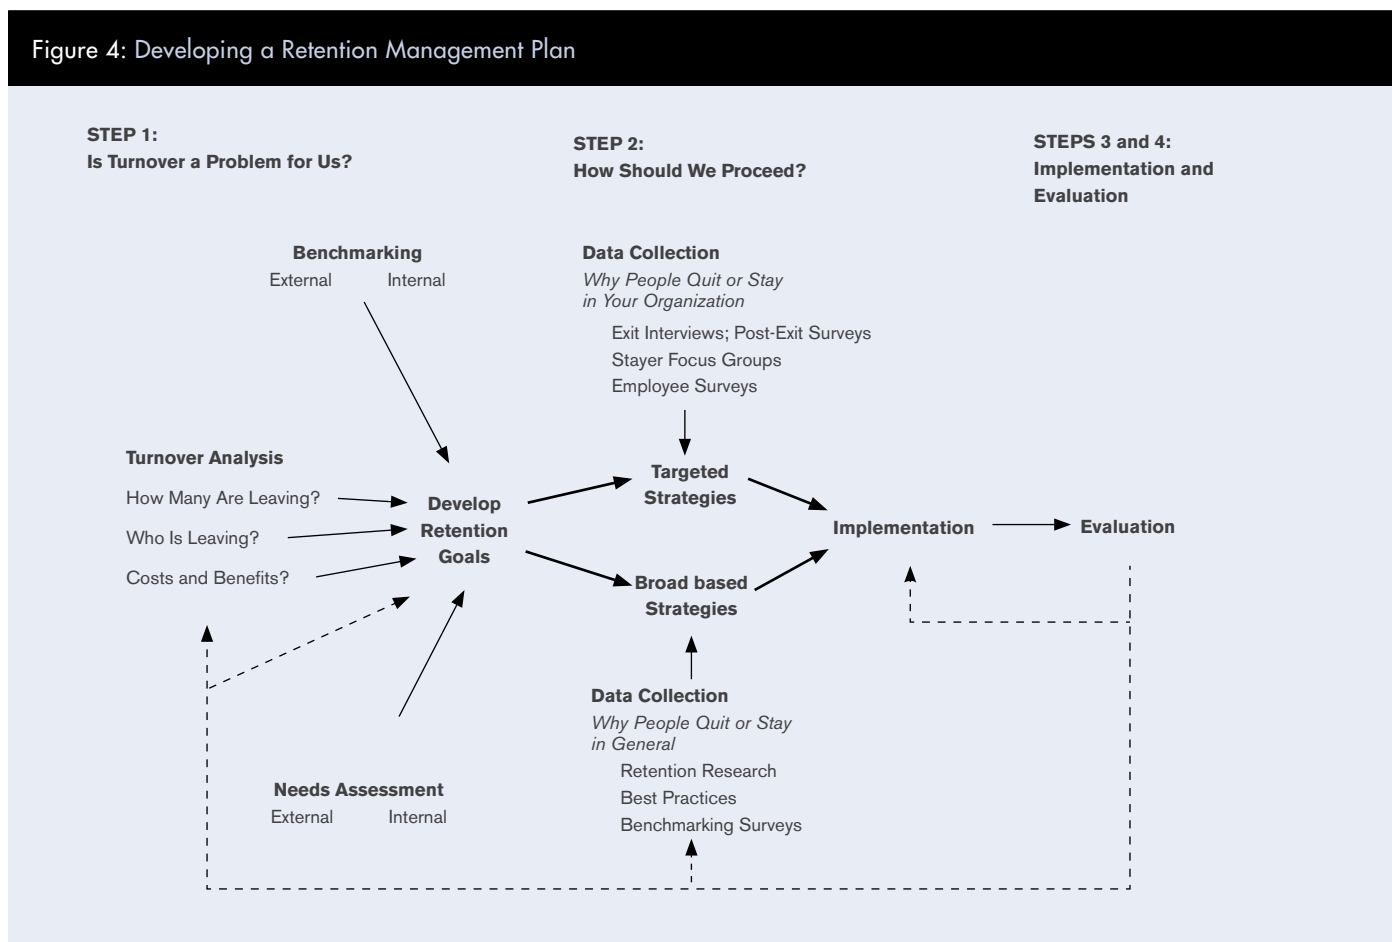 Figure 4: Developing a Retention Management Plan
STEP 1:
Is Turnover a Problem for Us?
STEP 2:
How Should We Proceed?
STEPS 3 and 4:
Implementation and
Evaluation
Benchmarking
External Internal
Data Collection
Why People Quit or Stay
in Your Organization
Exit Interviews; Post-Exit Surveys
Stayer Focus Groups
Employee Surveys
Turnover Analysis
How Many Are Leaving?
Who Is Leaving?
Costs and Benefits?
Develop
Retention
Goals
Targeted
Strategies
Broad based
Strategies
Implementation
Evaluation
Needs Assessment
External Internal
Data Collection
Why People Quit or Stay
in General
Retention Research
Best Practices
Benchmarking Surveys